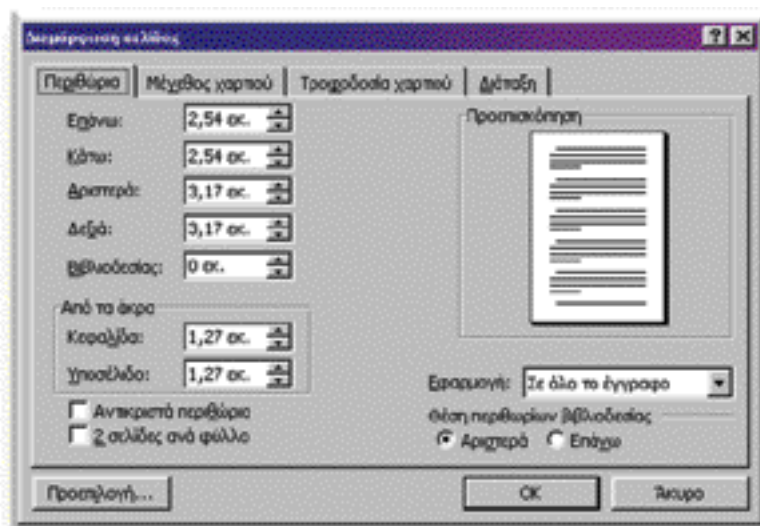 Διαμόρφωση σελίδας
Περιθώρια Μέγεθος χαρτιού Τροφοδοσία χαρτιού Διάταξη
Επάνω: 2,54 εκ.
Κάτω: 2,54 εκ.
Αριστερά: 3,17 εκ.
Δεξιά: 3,17 εκ.
Βιβλιοδεσίας: 0 εκ.
Προεπισκόπηση
Από τα άκρα
Κεφαλίδα: 1,27 εκ.
Υποσέλιδο: 1,27 εκ.
Εφαρμογή: Σε όλο το έγγραφο
Αντικριστά περιθώρια
2 σελίδες ανά φύλλο
Θέση περιθωρίων βιβλιοδεσίας
Αριστερά Επάνω
Προεπιλογή... OK Άκυρο